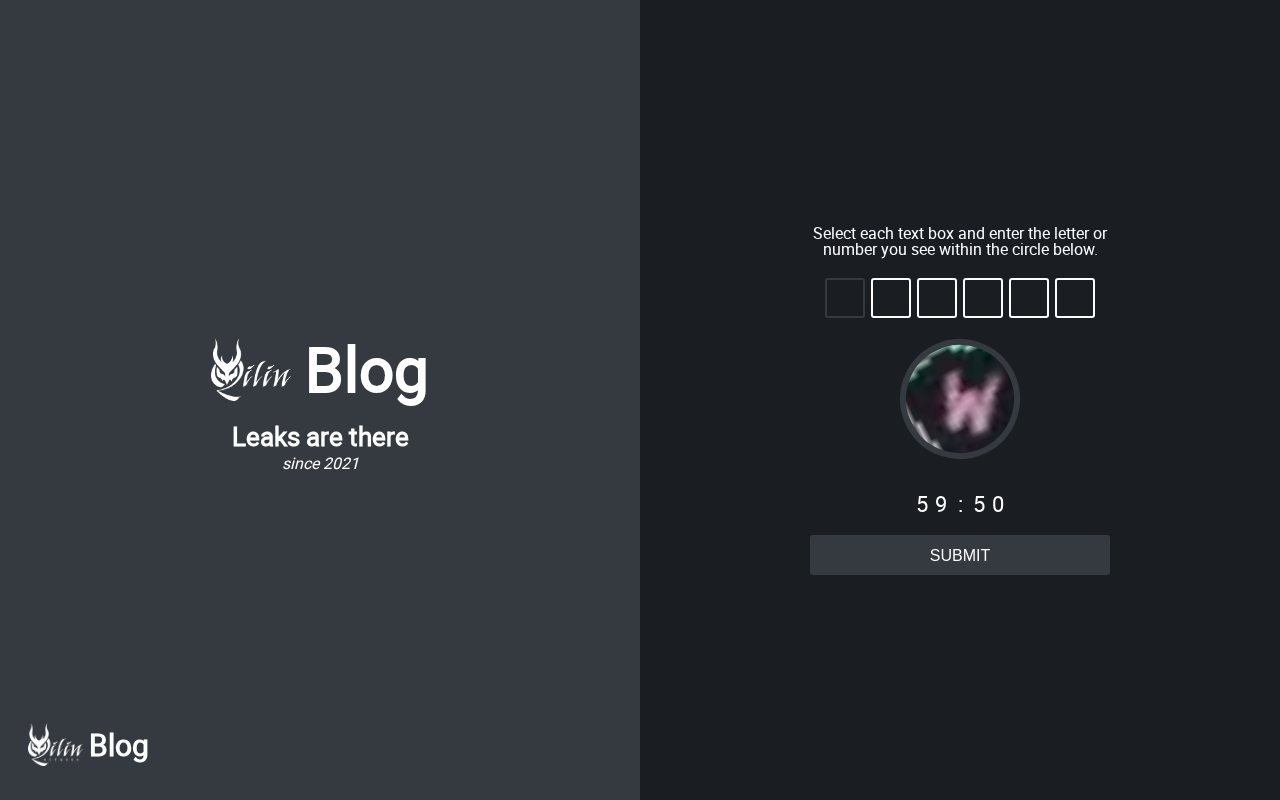 Qilin Blog
Leaks are there
since 2021
Qilin Blog
Select each text box and enter the letter or
number you see within the circle below.
W
59:50
SUBMIT